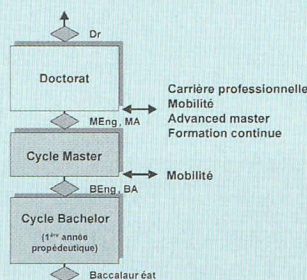 Dr
Doctorat
Carrière professionnelle
Mobilité
Advanced master
Formation continue
MEng, MA
Cycle Master
Mobilité
BEng, BA
Cycle Bachelor
(1ère année
propédeutique)
Baccalaur éat